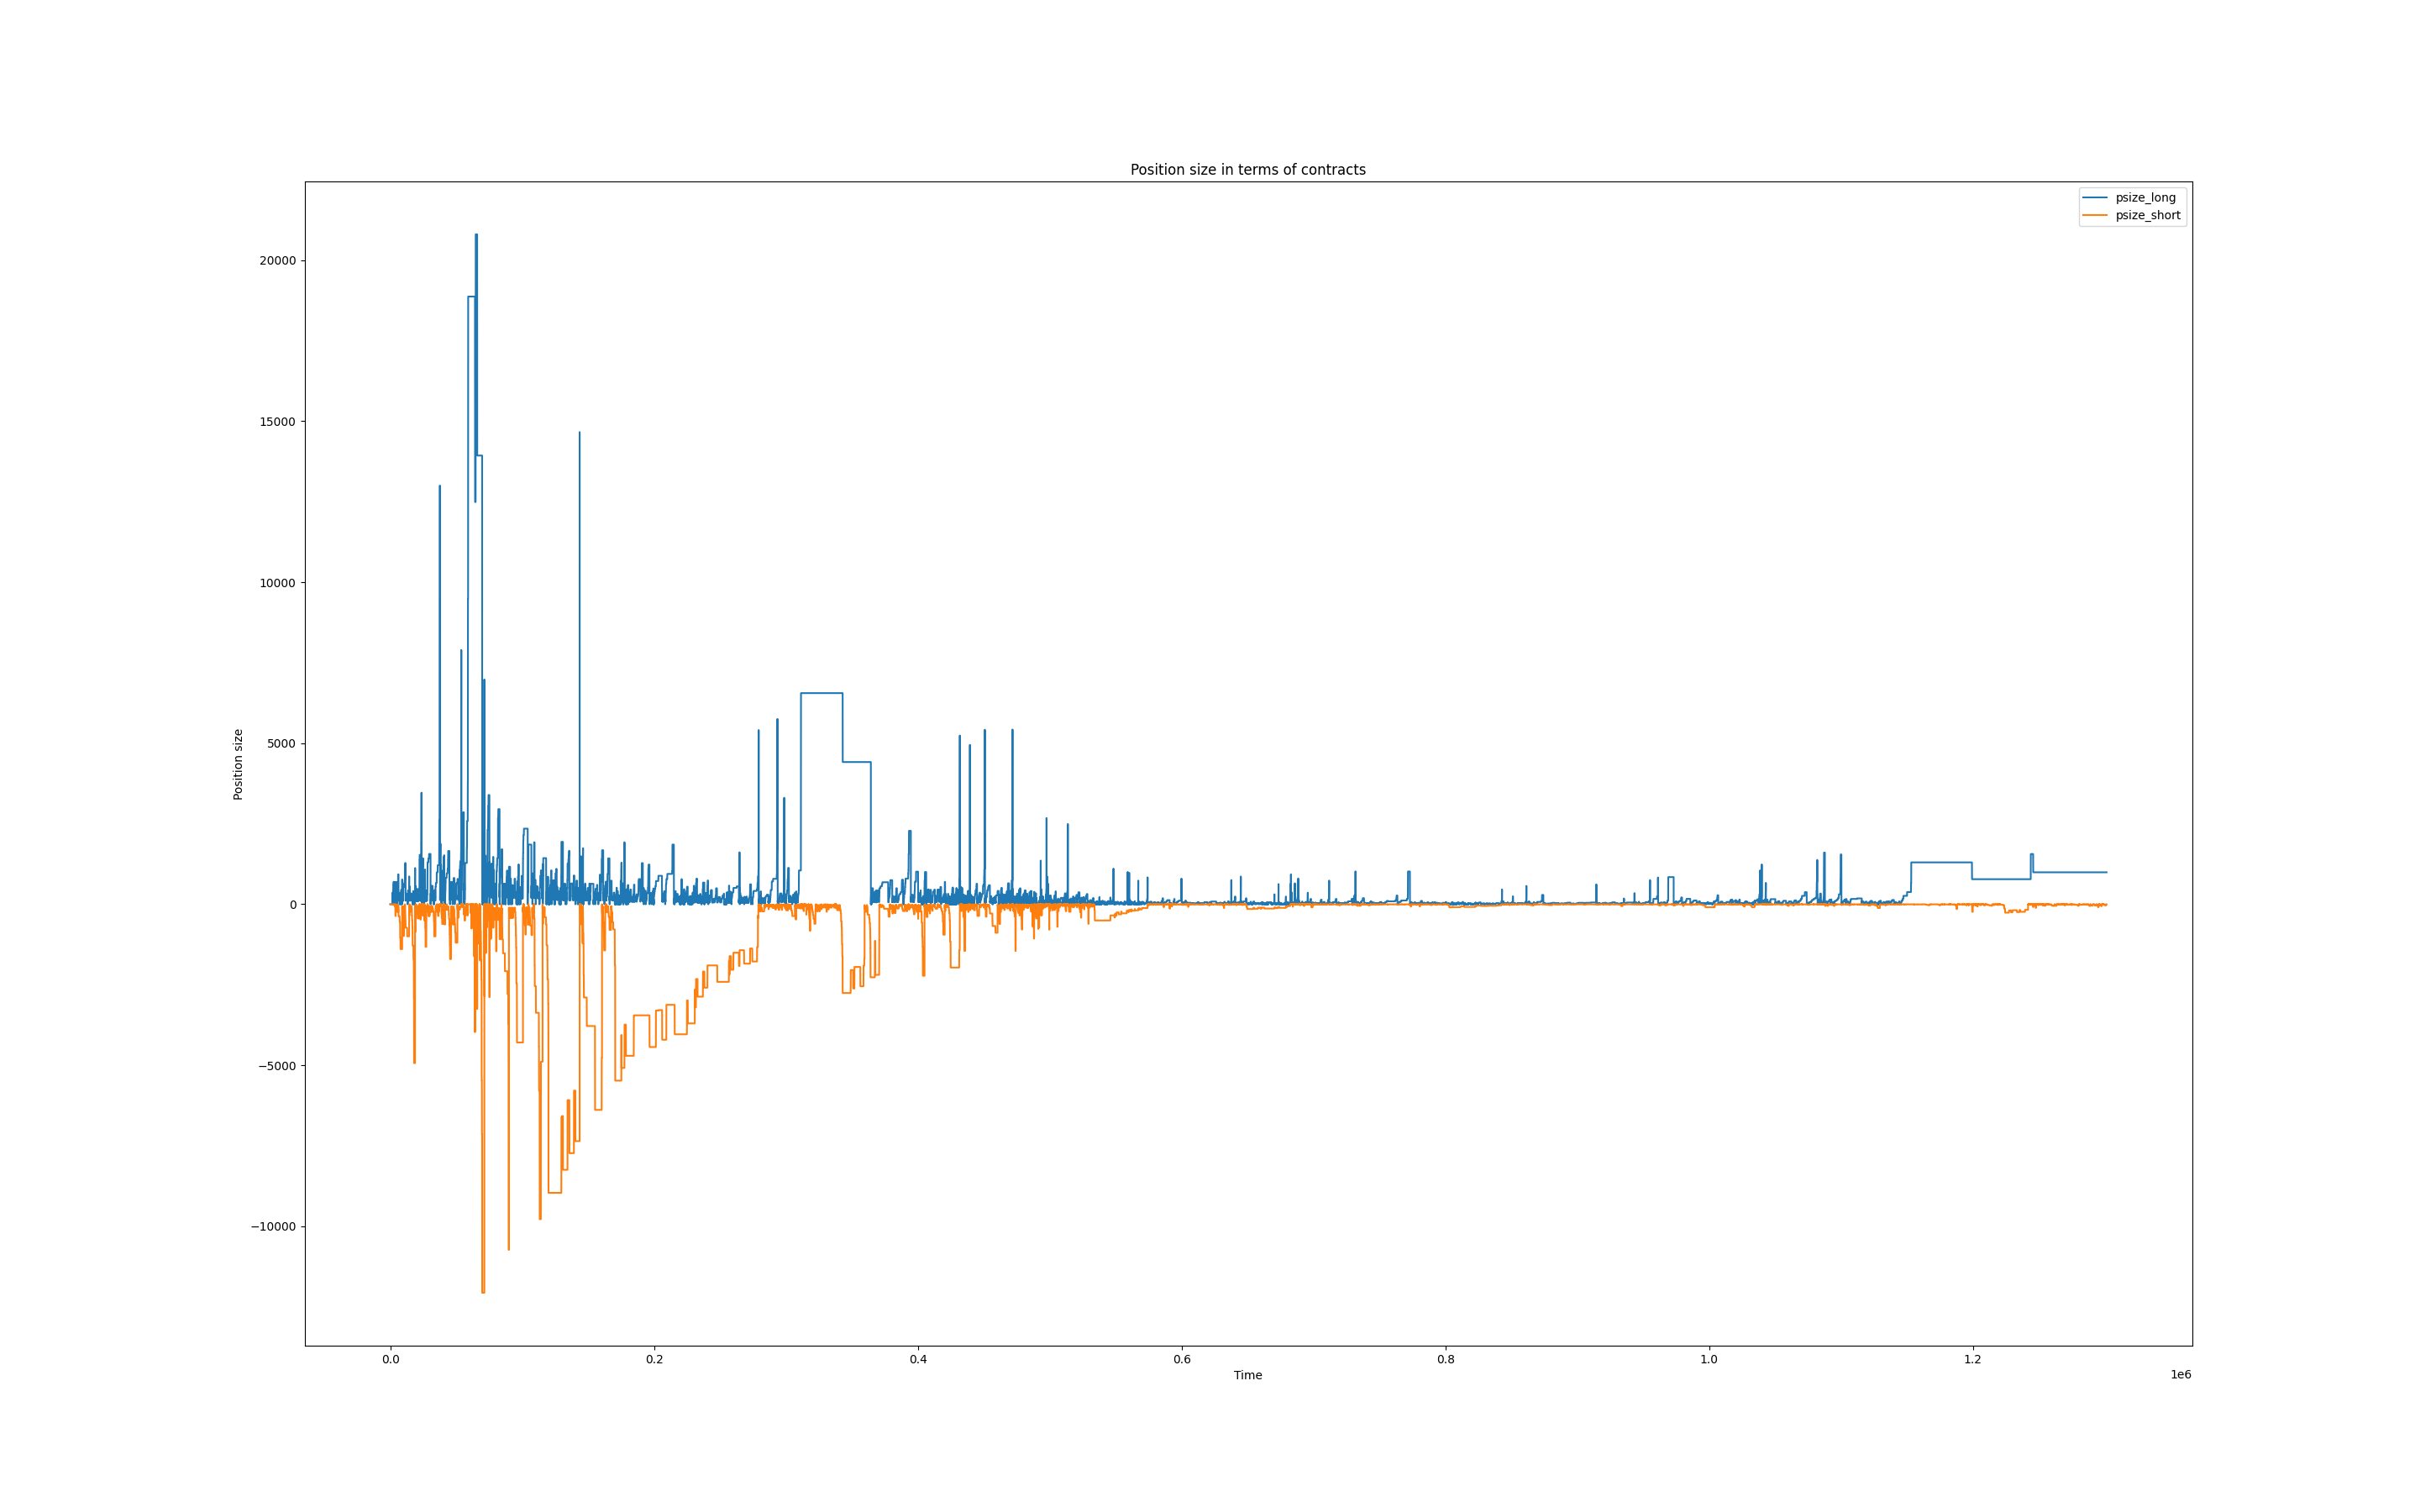 Position size in terms of contracts
psize_long
psize_short
20000
15000
10000
5000
0
−5000
−10000
Position size
0.0
0.2
0.4
0.6
0.8
1.0
1.2
1e6
Time